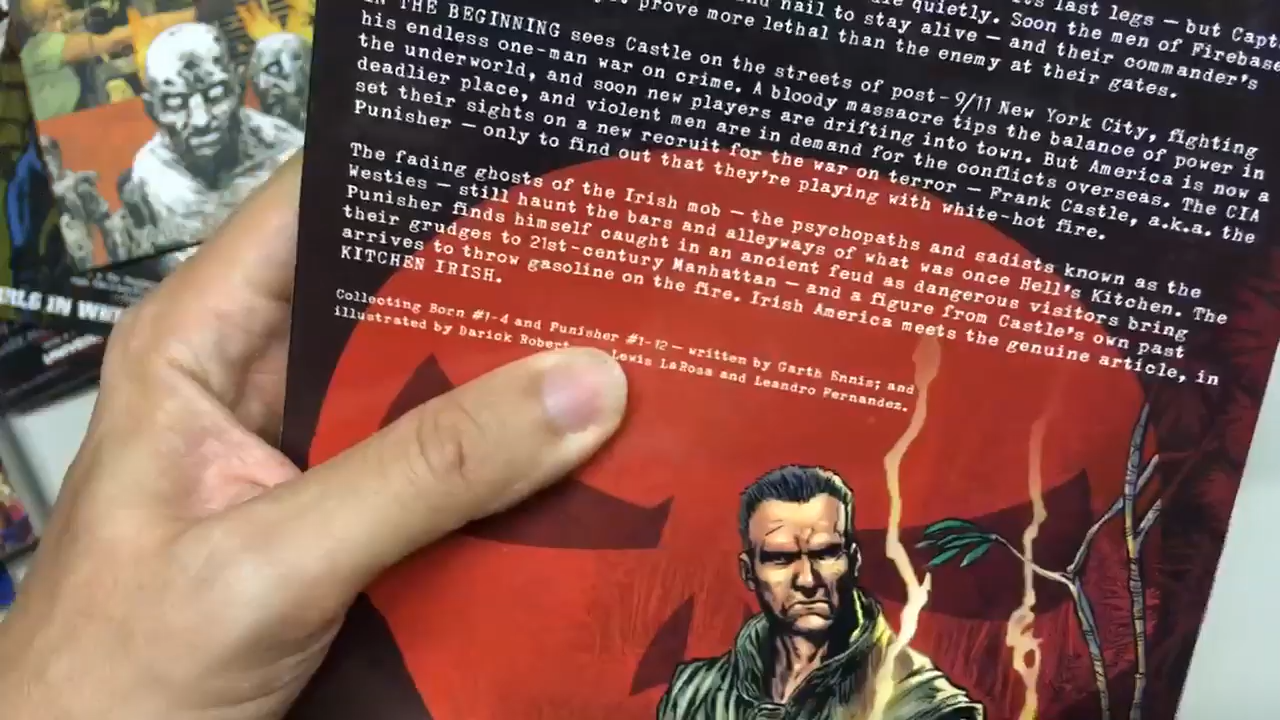 last legs — but Capt
quietly. Soon the men of Firebase
nail to stay alive — and their commander's
prove more lethal than the enemy at their gates.
IN THE BEGINNING sees Castle on the streets of post-9/11 New York City, fighting
his endless one-man war on crime. A bloody massacre tips the balance of power in
the underworld, and soon new players are drifting into town. But America is now a
deadlier place, and violent men are in demand for the conflicts overseas. The CIA
set their sights on a new recruit for the war on terror — Frank Castle, a.k.a. the
Punisher — only to find out that they're playing with white-hot fire.
The fading ghosts of the Irish mob — the psychopaths and sadists known as the
Westies — still haunt the bars and alleyways of what was once Hell's Kitchen. The
Punisher finds himself caught in an ancient feud as dangerous visitors bring
their grudges to 21st-century Manhattan — and a figure from Castle's own past
arrives to throw gasoline on the fire. Irish America meets the genuine article, in
KITCHEN IRISH.
Collecting Born #1-4 and Punisher #1-12 — written by Garth Ennis; and
illustrated by Darick Robert Lewis LaRosa and Leandro Fernandez.
IN